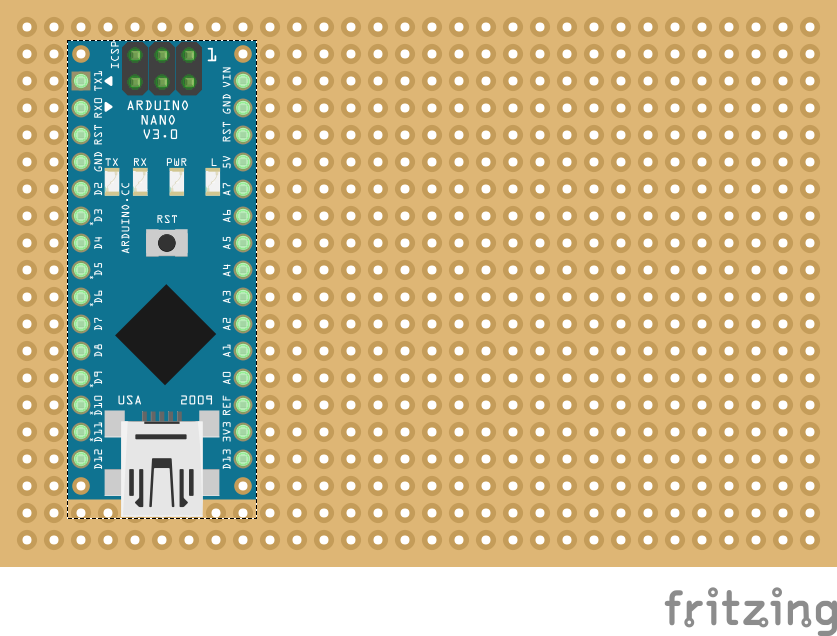 ICSP
1
TX1
RX0
RST
GND
D2
D3
D4
D5
D6
D7
D8
D9
D10
D11
D12
ARDUINO
NANO
V3.0
TX
RX
PWR
L
ARDUINO.CC
RST
USA
2009
VIN
GND
RST
5V
A7
A6
A5
A4
A3
A2
A1
A0
REF
3V3
D13
fritzing